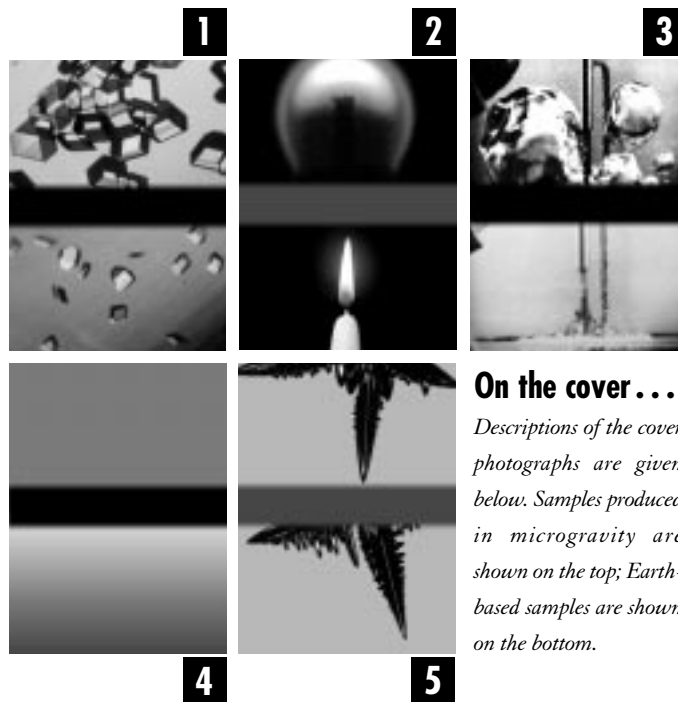 1
2
3
On the cover...
Descriptions of the cover
photographs are given
below. Samples produced
in microgravity are
shown on the top; Earth-
based samples are shown
on the bottom.
4
5